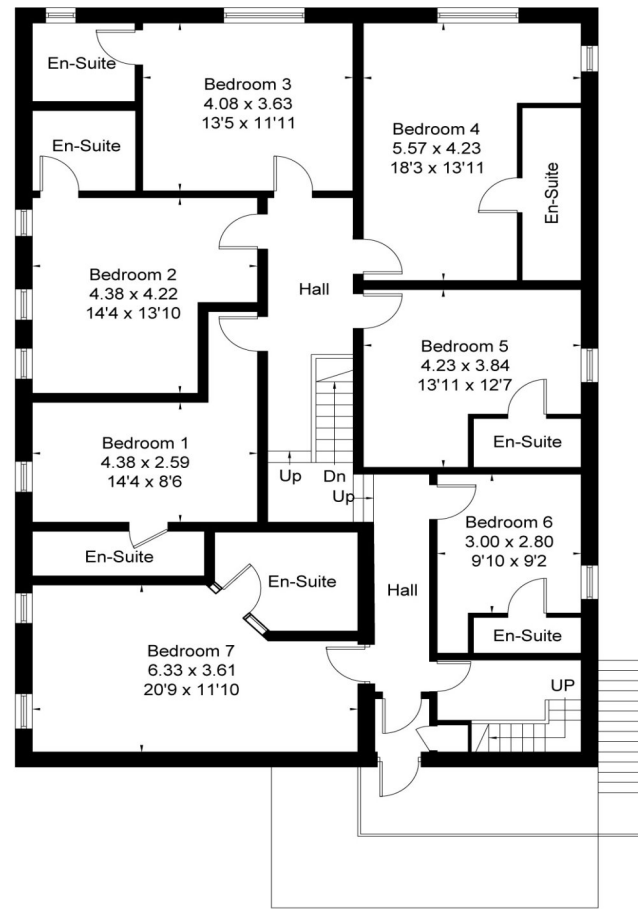 En-Suite
Bedroom 3
4.08 x 3.63
13'5 x 11'11
Bedroom 4
5.57 x 4.23
18'3 x 13'11
En-Suite
En-Suite
Bedroom 2
4.38 x 4.22
14'4 x 13'10
Hall
Bedroom 5
4.23 x 3.84
13'11 x 12'7
En-Suite
Bedroom 1
4.38 x 2.59
14'4 x 8'6
Up
Dn
Up
En-Suite
En-Suite
Hall
Bedroom 6
3.00 x 2.80
9'10 x 9'2
En-Suite
Bedroom 7
6.33 x 3.61
20'9 x 11'10
UP